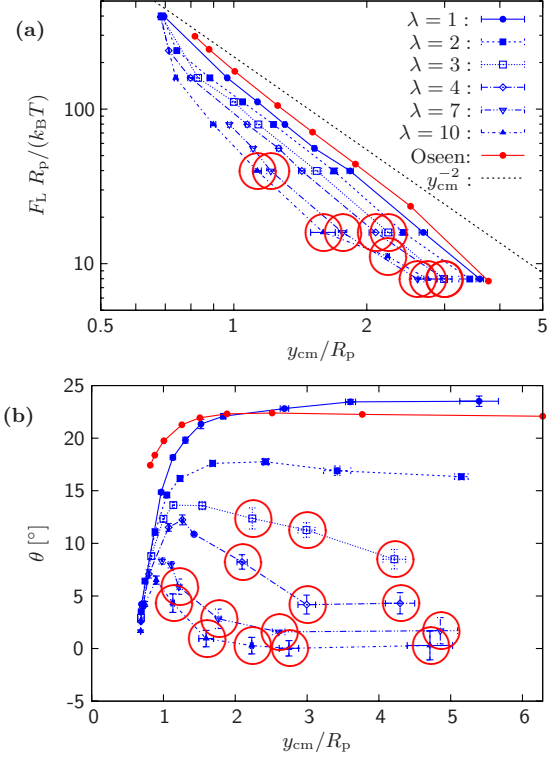 (a)
F_L R_p/(k_BT)
100
10
0.5
1
2
5
y_cm/R_p
λ = 1 :
λ = 2 :
λ = 3 :
λ = 4 :
λ = 7 :
λ = 10 :
Oseen:
y_cm^−2 :
(b)
θ [°]
25
20
15
10
5
0
-5
0
1
2
3
4
5
6
y_cm/R_p